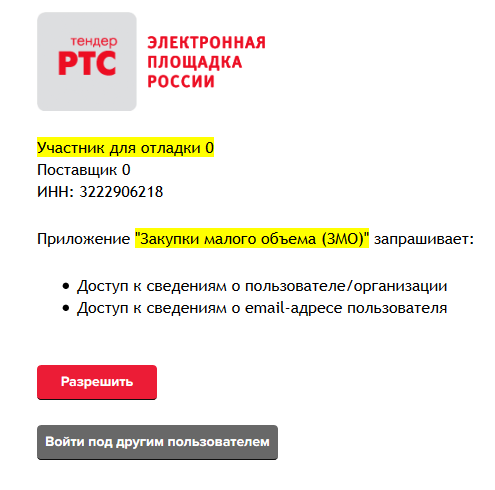 тендер
РТС
ЭЛЕКТРОННАЯ
ПЛОЩАДКА
РОССИИ
Участник для отладки 0
Поставщик 0
ИНН: 3222906218
Приложение "Закупки малого объема (ЗМО)" запрашивает:
• Доступ к сведениям о пользователе/организации
• Доступ к сведениям о email-адресе пользователя
Разрешить
Войти под другим пользователем